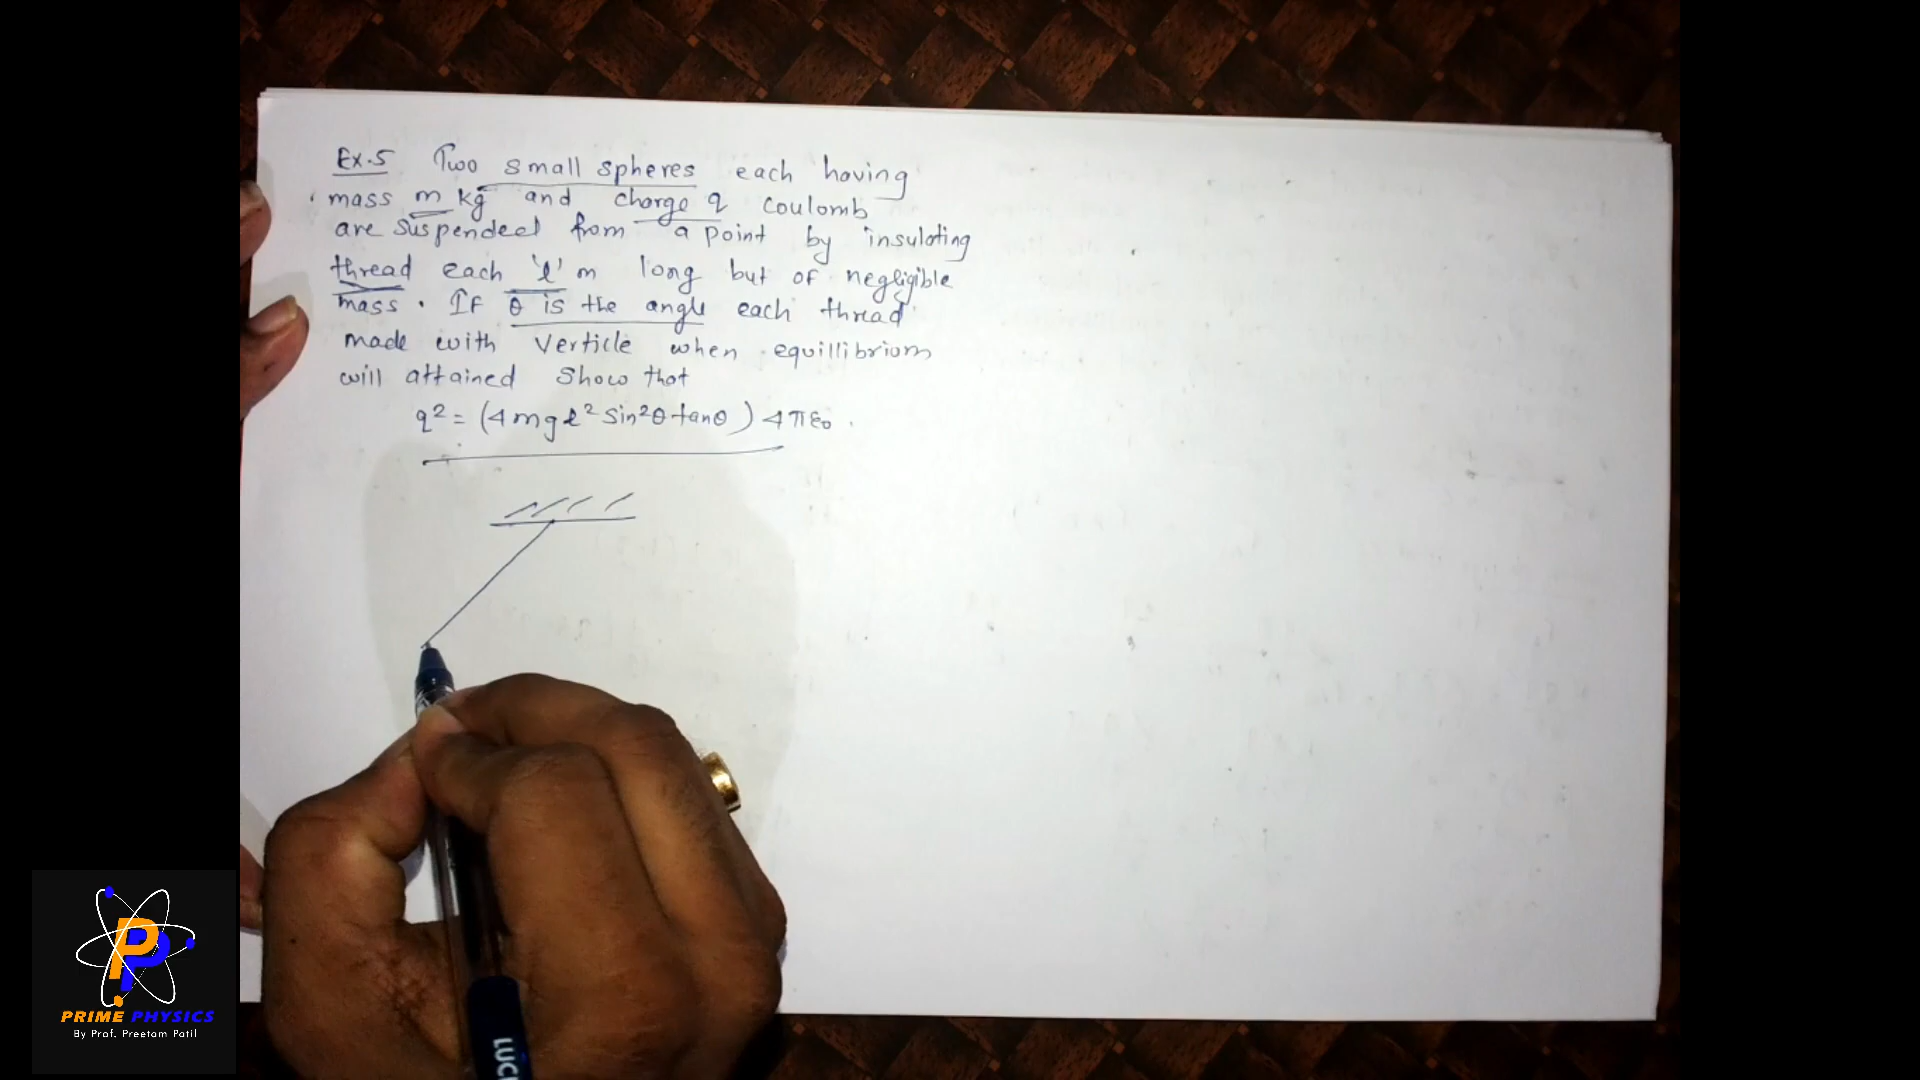 Ex.5 Two small spheres each having
mass m kg and charge q Coulomb
are suspended from a point by insulating
thread each 'l' m long but of negligible
mass. If θ is the angle each thread
made with verticle when equillibrium
will attained show that
q² = (4mgl² sin²θ tanθ) 4πε₀.
LUCI
PRIME PHYSICS
By Prof. Preetam Patil